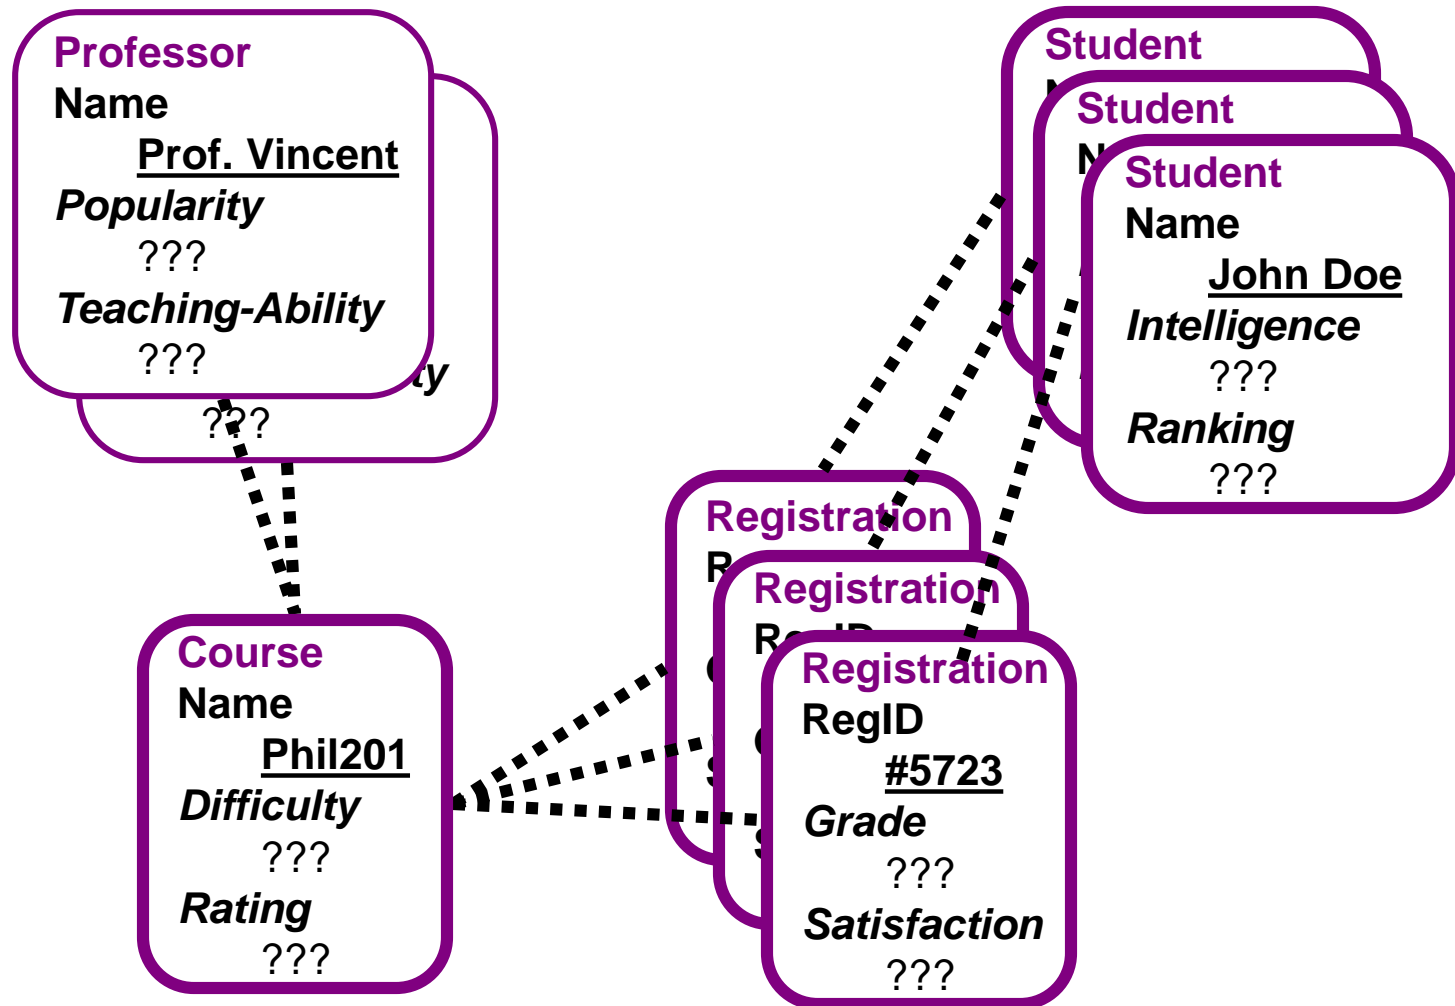 Professor
Name
Prof. Vincent
Popularity
???
Teaching-Ability
???
???
Student
Student
Student
Name
John Doe
Intelligence
???
Ranking
???
Registration
Registration
Registration
RegID
#5723
Grade
???
Satisfaction
???
Course
Name
Phil201
Difficulty
???
Rating
???